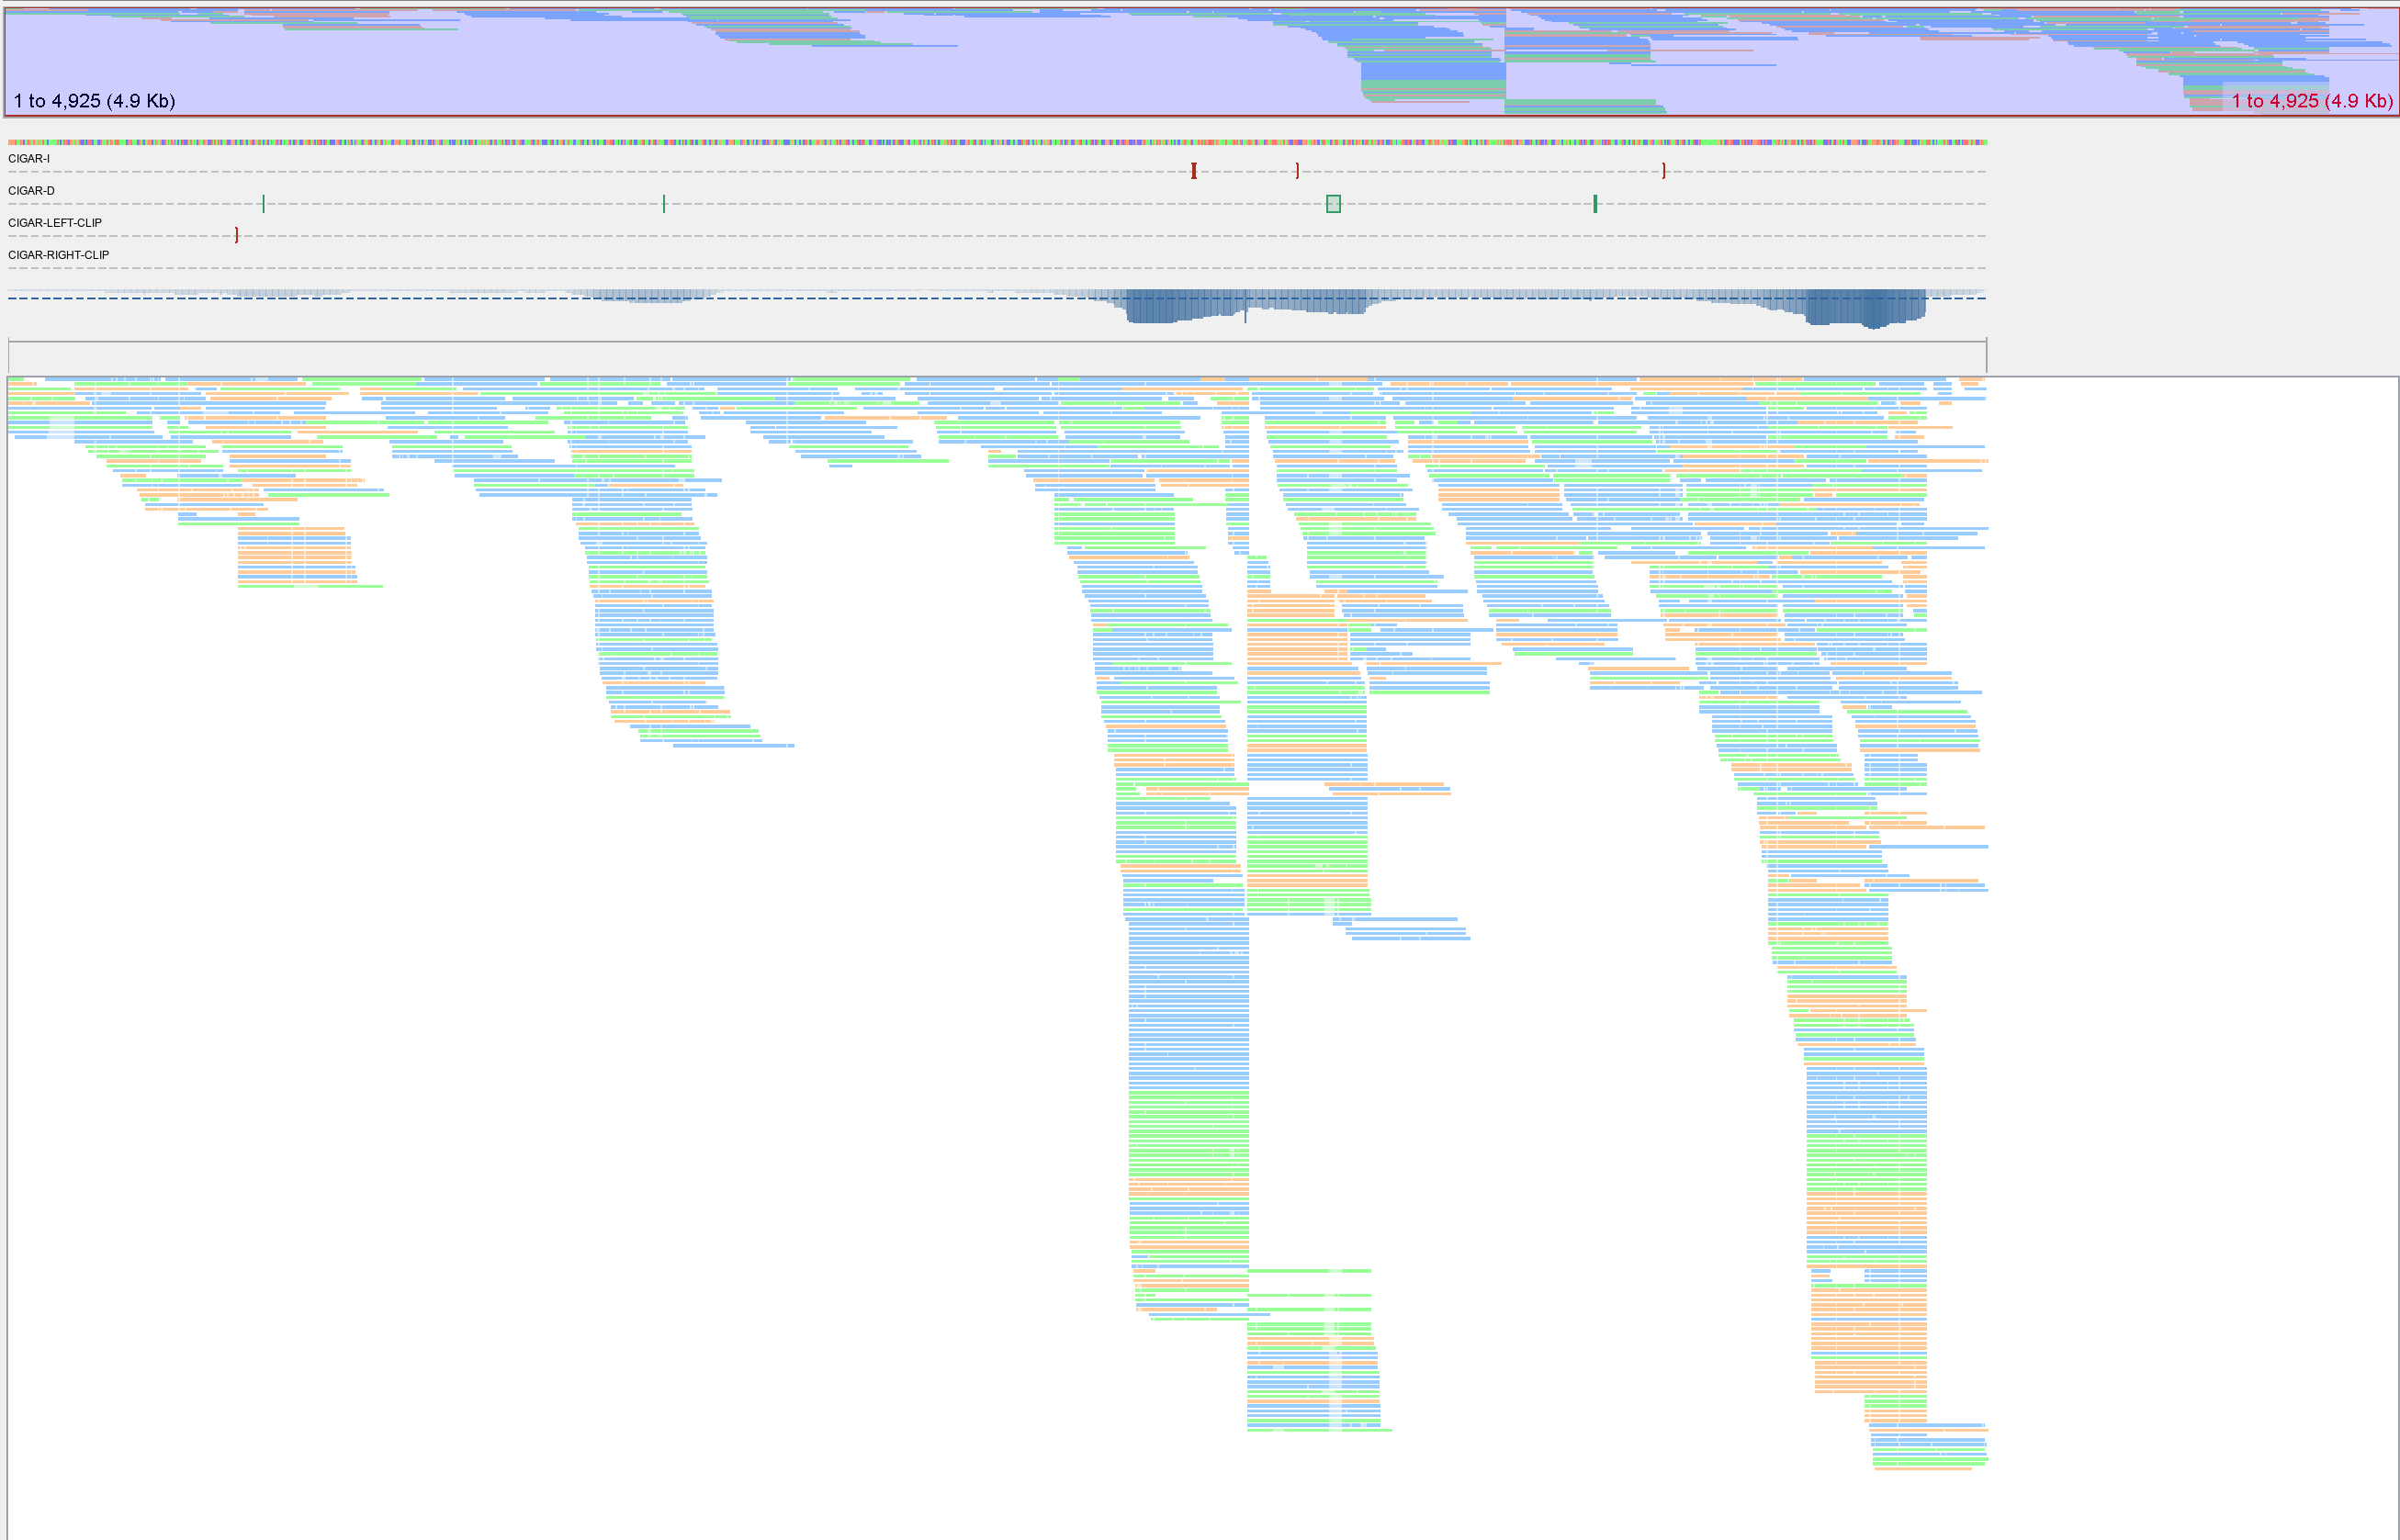 1 to 4,925 (4.9 Kb)
1 to 4,925 (4.9 Kb)
CIGAR-I
CIGAR-D
CIGAR-LEFT-CLIP
CIGAR-RIGHT-CLIP